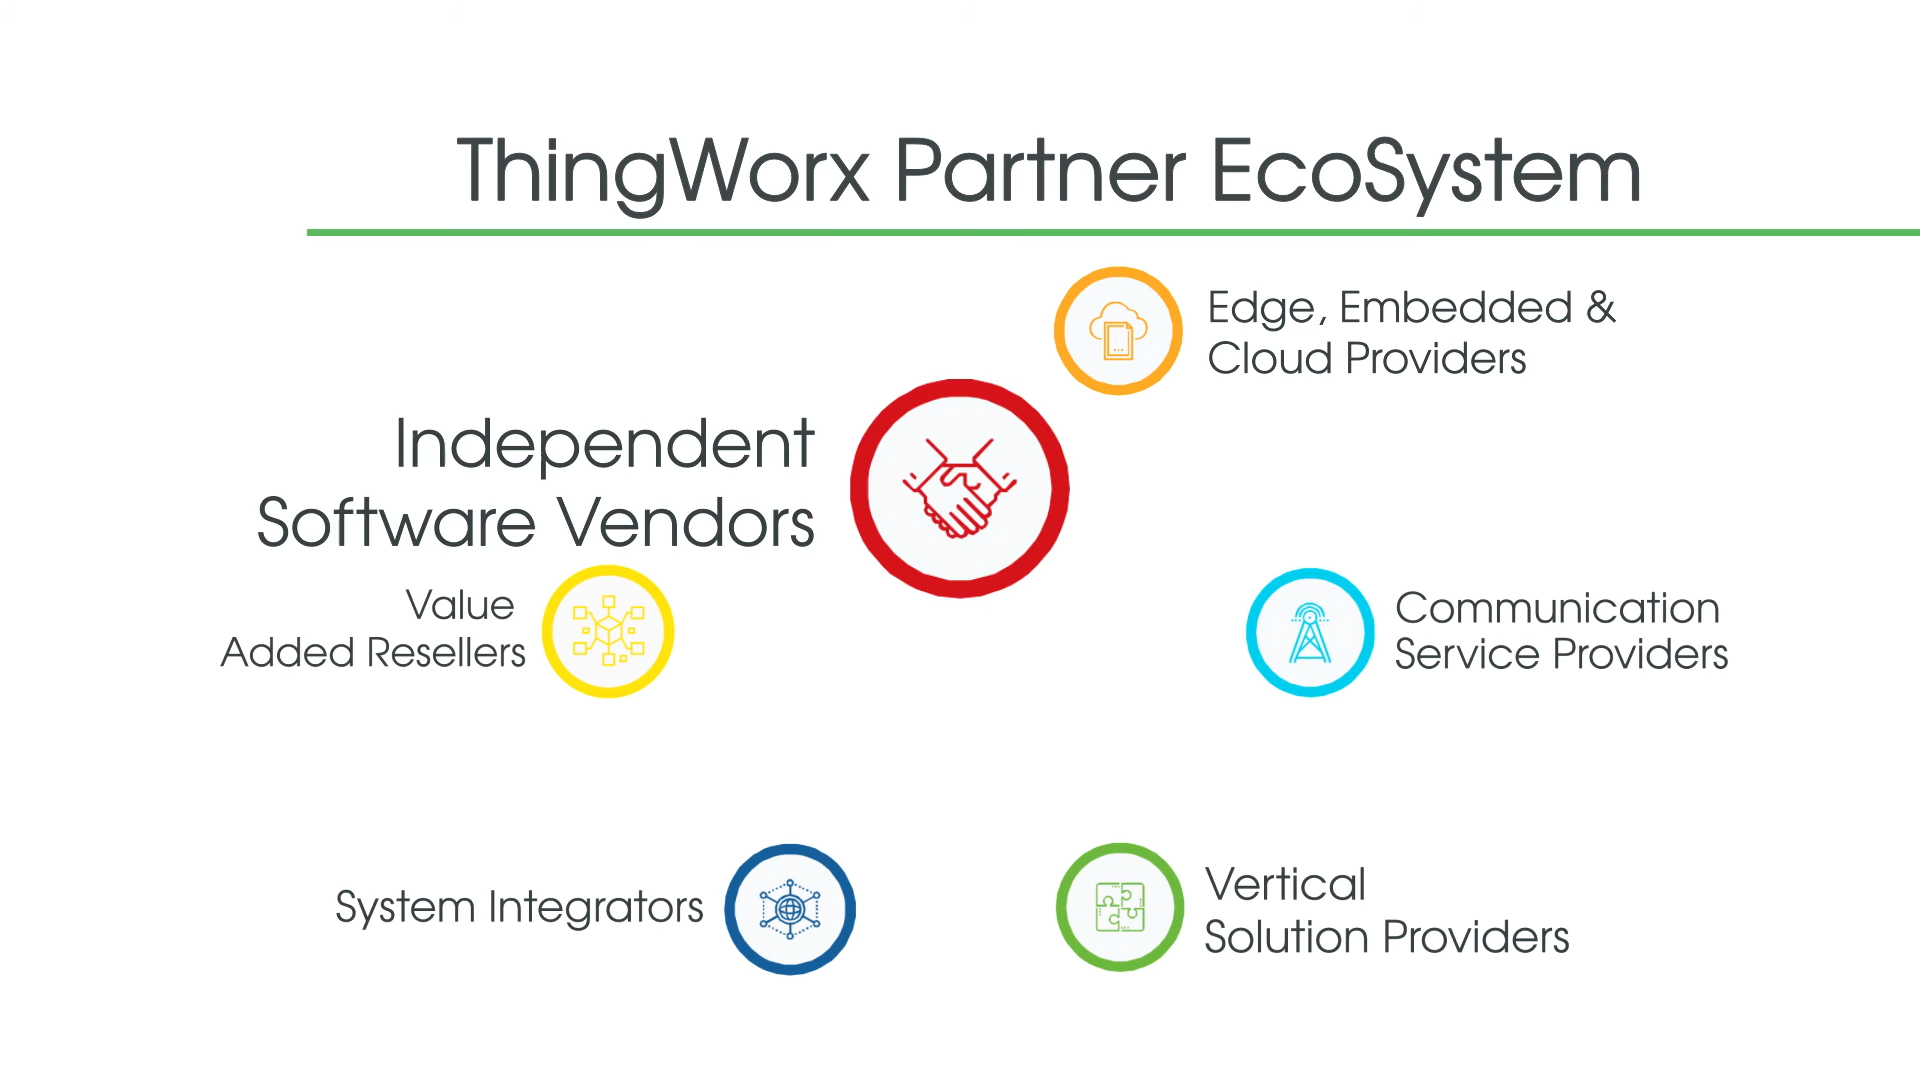 ThingWorx Partner EcoSystem
Edge, Embedded &
Cloud Providers
Independent
Software Vendors
Value
Added Resellers
Communication
Service Providers
System Integrators
Vertical
Solution Providers